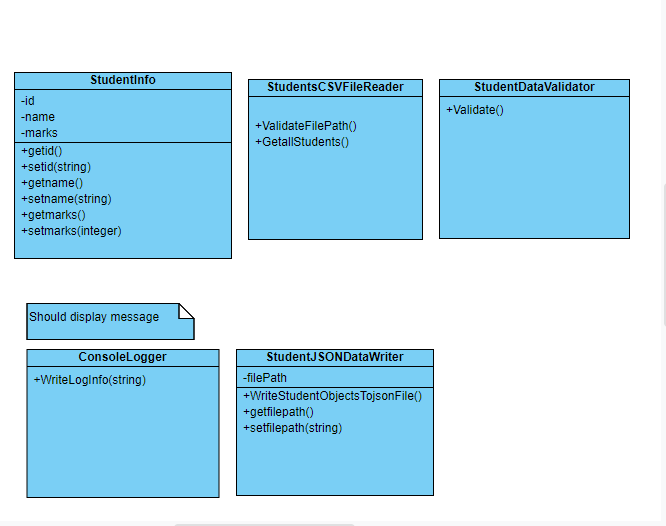 StudentInfo
-id
-name
-marks
+getid()
+setid(string)
+getname()
+setname(string)
+getmarks()
+setmarks(integer)
StudentsCSVFileReader
+ValidateFilePath()
+GetallStudents()
StudentDataValidator
+Validate()
Should display message
ConsoleLogger
+WriteLogInfo(string)
StudentJSONDataWriter
-filePath
+WriteStudentObjectsTojsonFile()
+getfilepath()
+setfilepath(string)